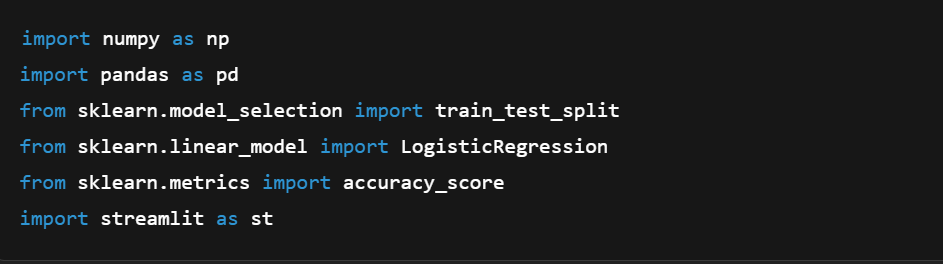 import numpy as np
import pandas as pd
from sklearn.model_selection import train_test_split
from sklearn.linear_model import LogisticRegression
from sklearn.metrics import accuracy_score
import streamlit as st